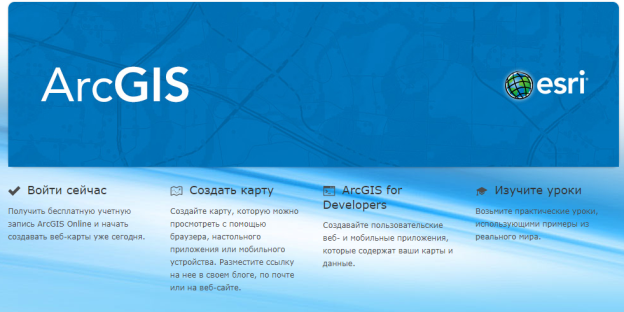 ArcGIS
esri
Войти сейчас
Получить бесплатную учетную
запись ArcGIS Online и начать
создавать веб-карты уже сегодня.
Создать карту
Создайте карту, которую можно
просмотреть с помощью
браузера, настольного
приложения или мобильного
устройства. Разместите ссылку
на нее в своем блоге, по почте
или на веб-сайте.
ArcGIS for
Developers
Создавайте пользовательские
веб- и мобильные приложения,
которые содержат ваши карты и
данные.
Изучите уроки
Возьмите практические уроки,
использующими примеры из
реального мира.